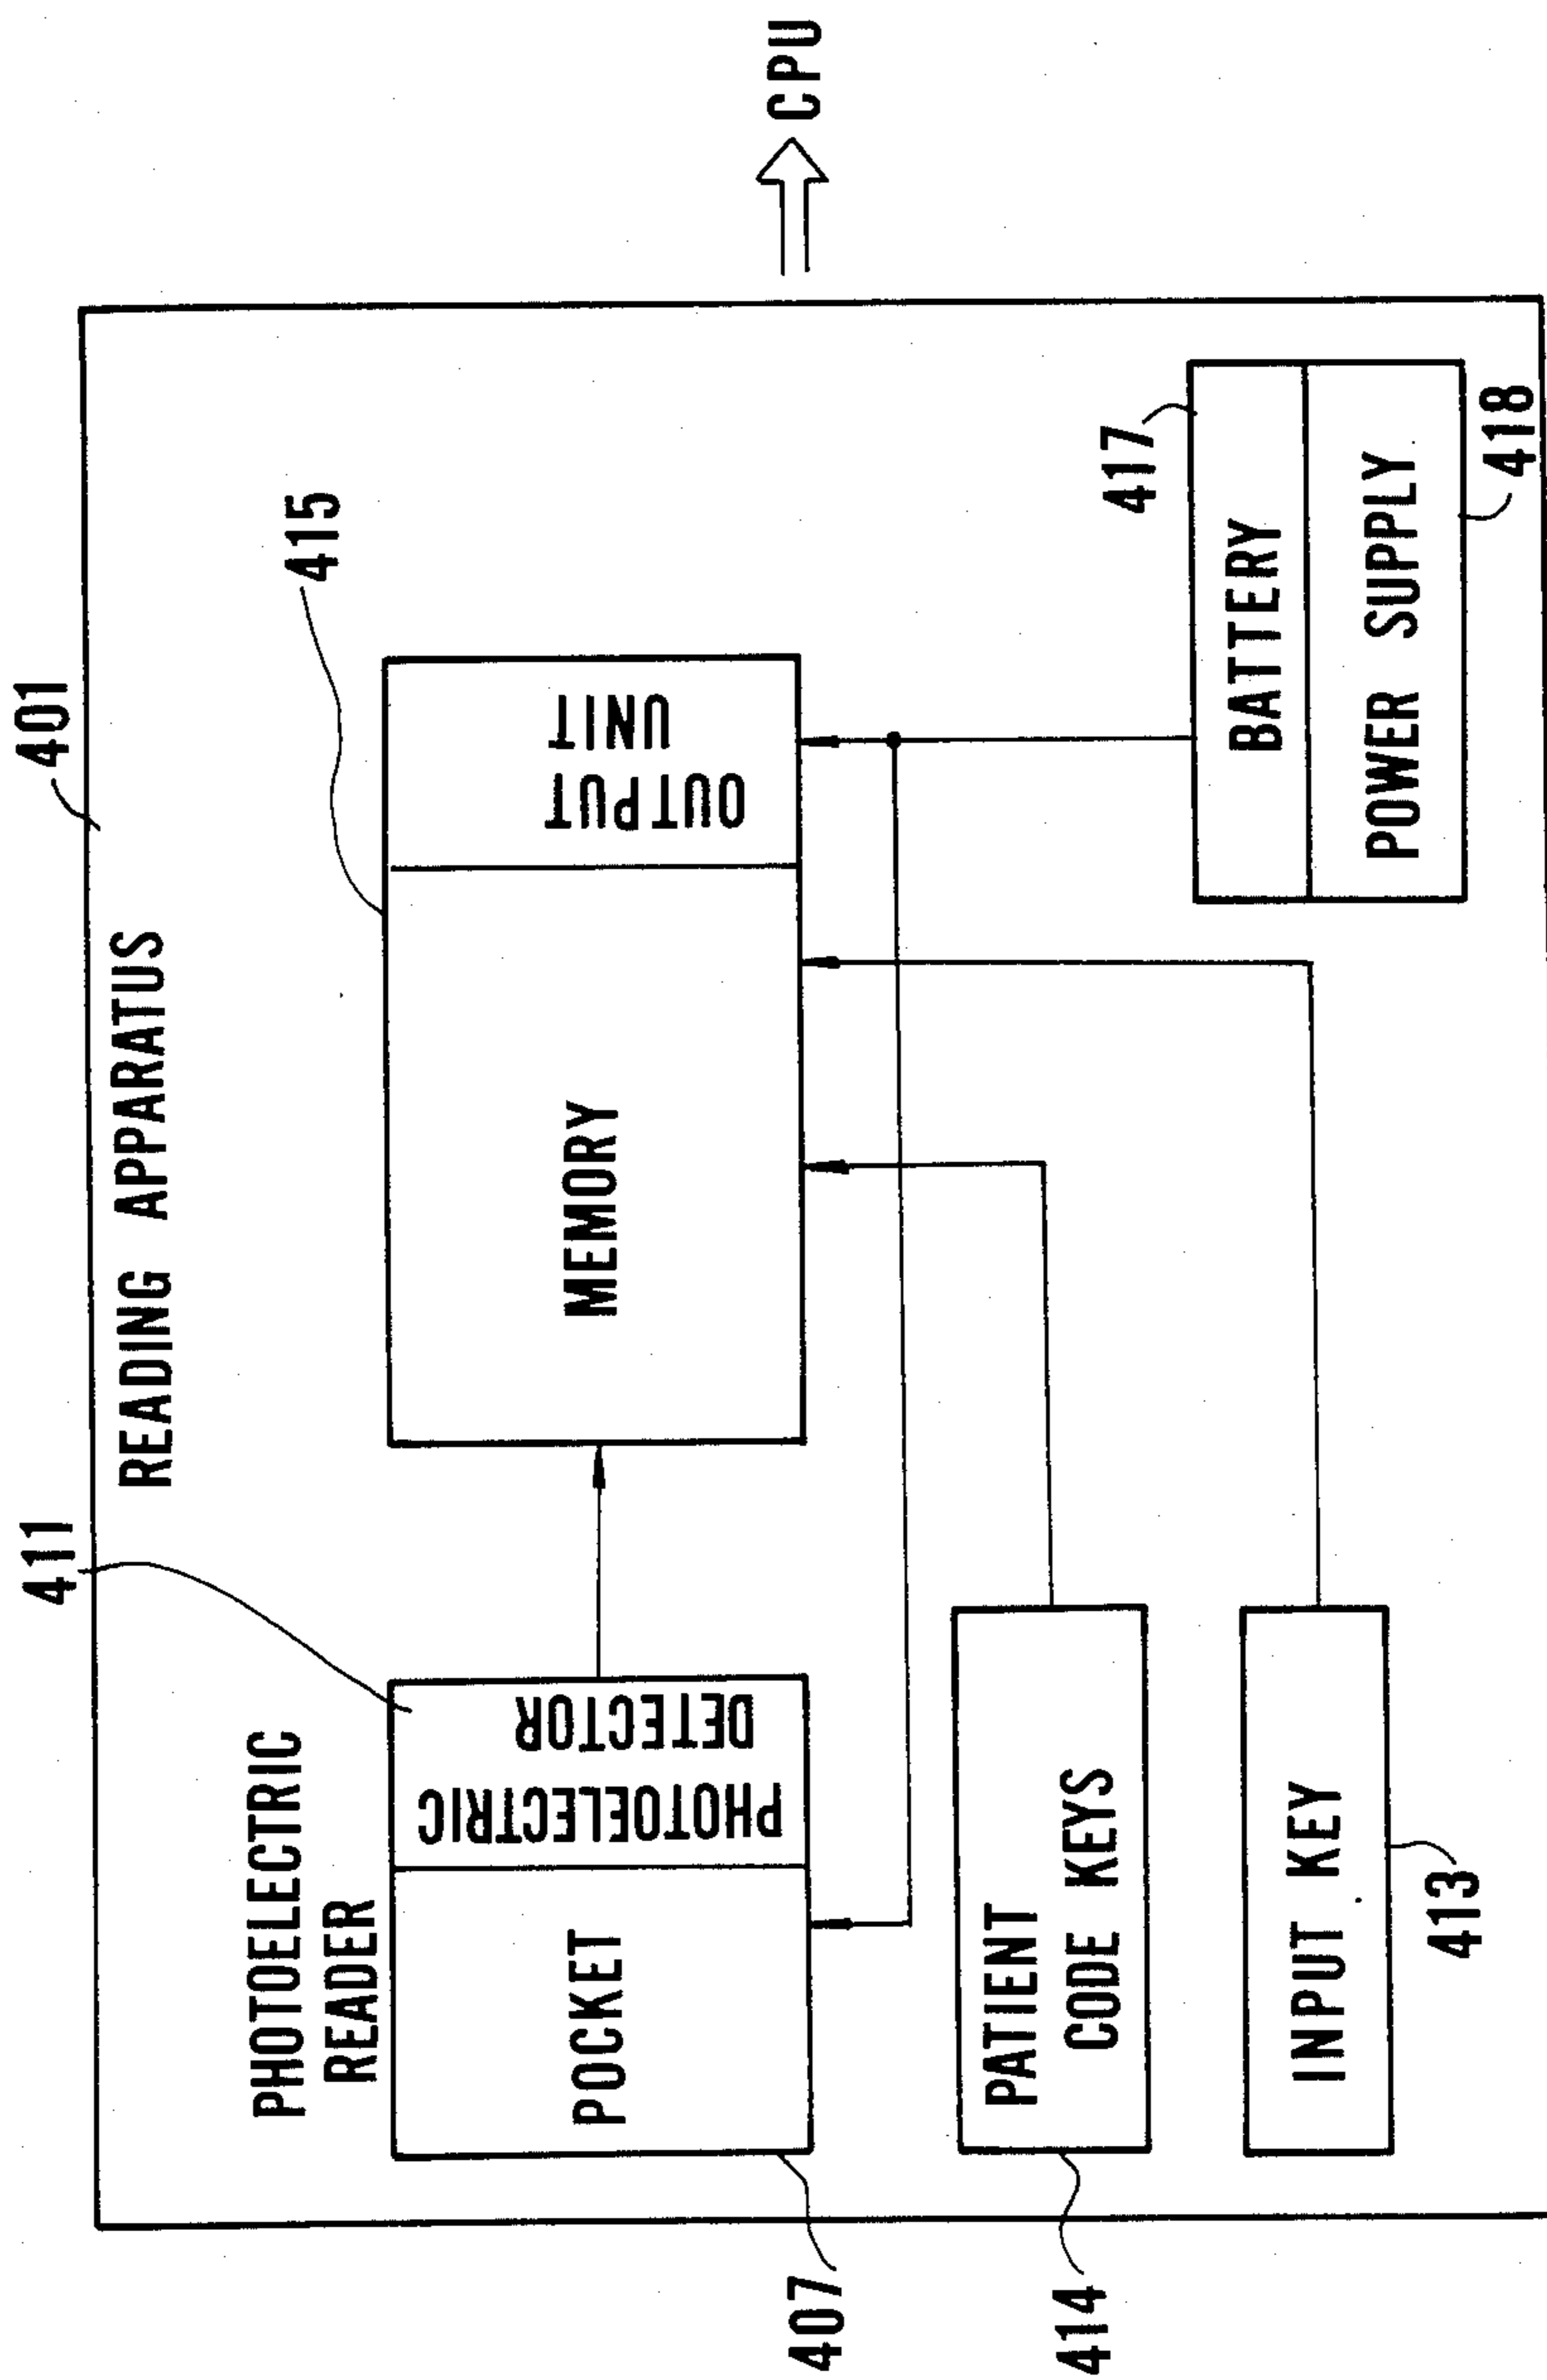 401
READING APPARATUS
411
415
PHOTOELECTRIC
READER
POCKET
PHOTOELECTRIC
DETECTOR
MEMORY
OUTPUT
UNIT
CPU
407
PATIENT
CODE KEYS
414
417
BATTERY
POWER SUPPLY
418
INPUT KEY
413